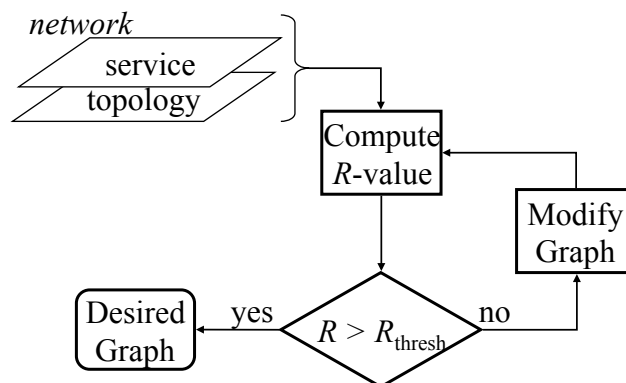 network
service
topology
Compute
R-value
Modify
Graph
yes
no
R > Rthresh
Desired
Graph